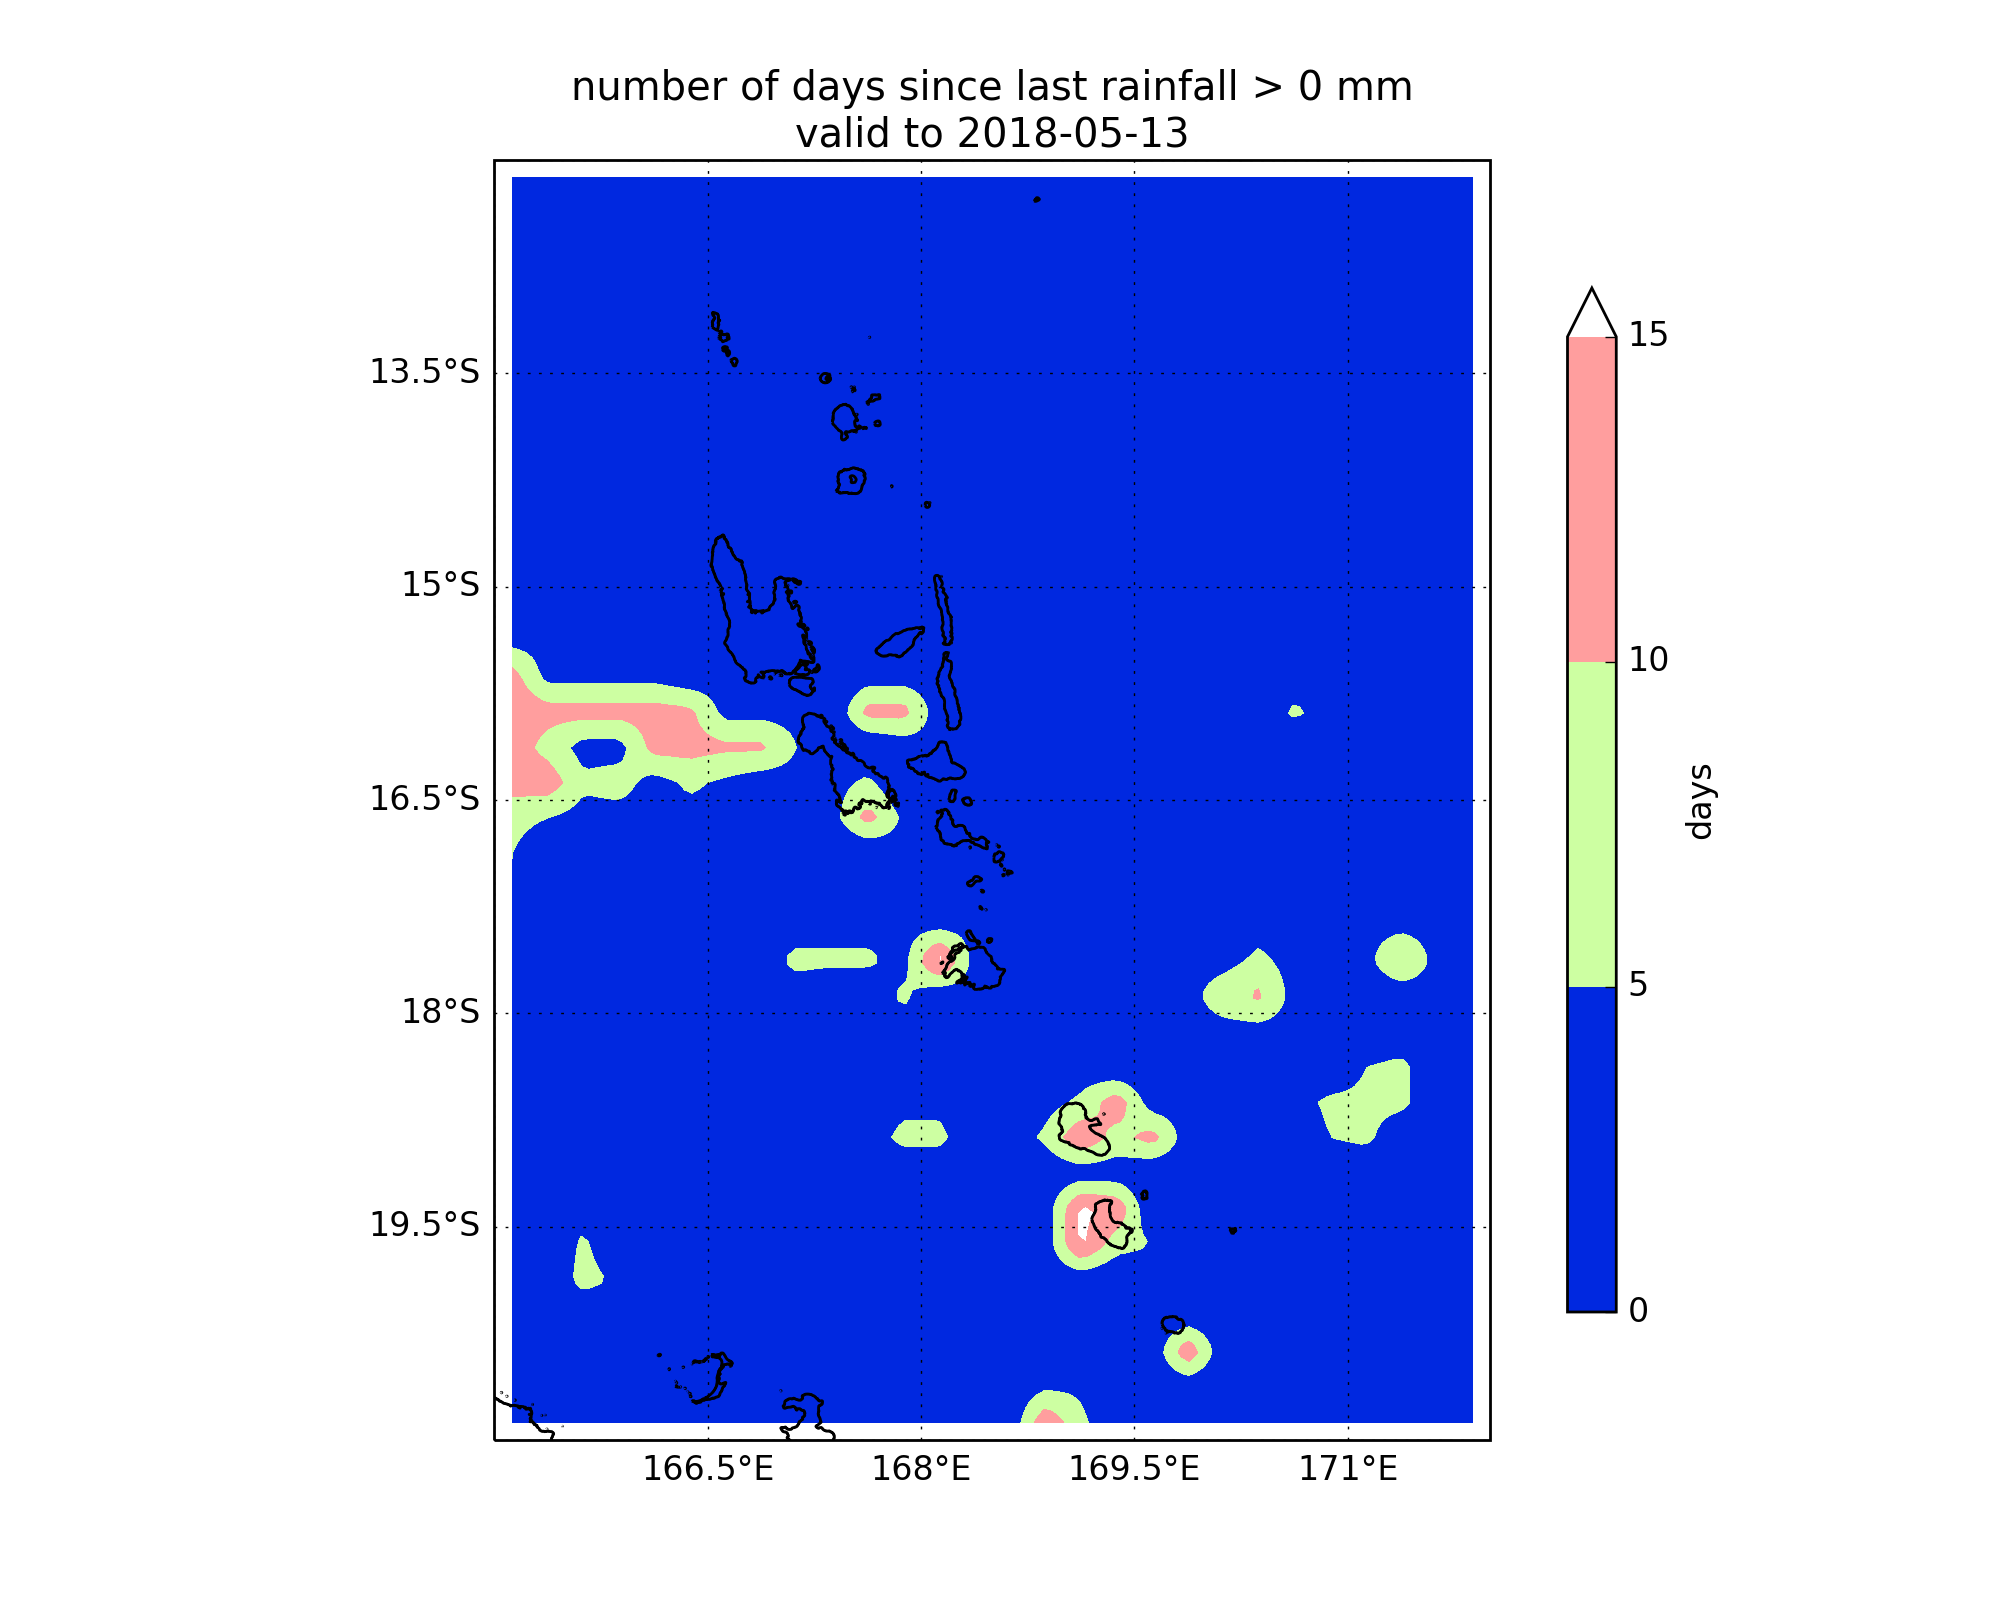 number of days since last rainfall > 0 mm
valid to 2018-05-13
13.5°S
15°S
16.5°S
18°S
19.5°S
166.5°E
168°E
169.5°E
171°E
15
10
5
0
days